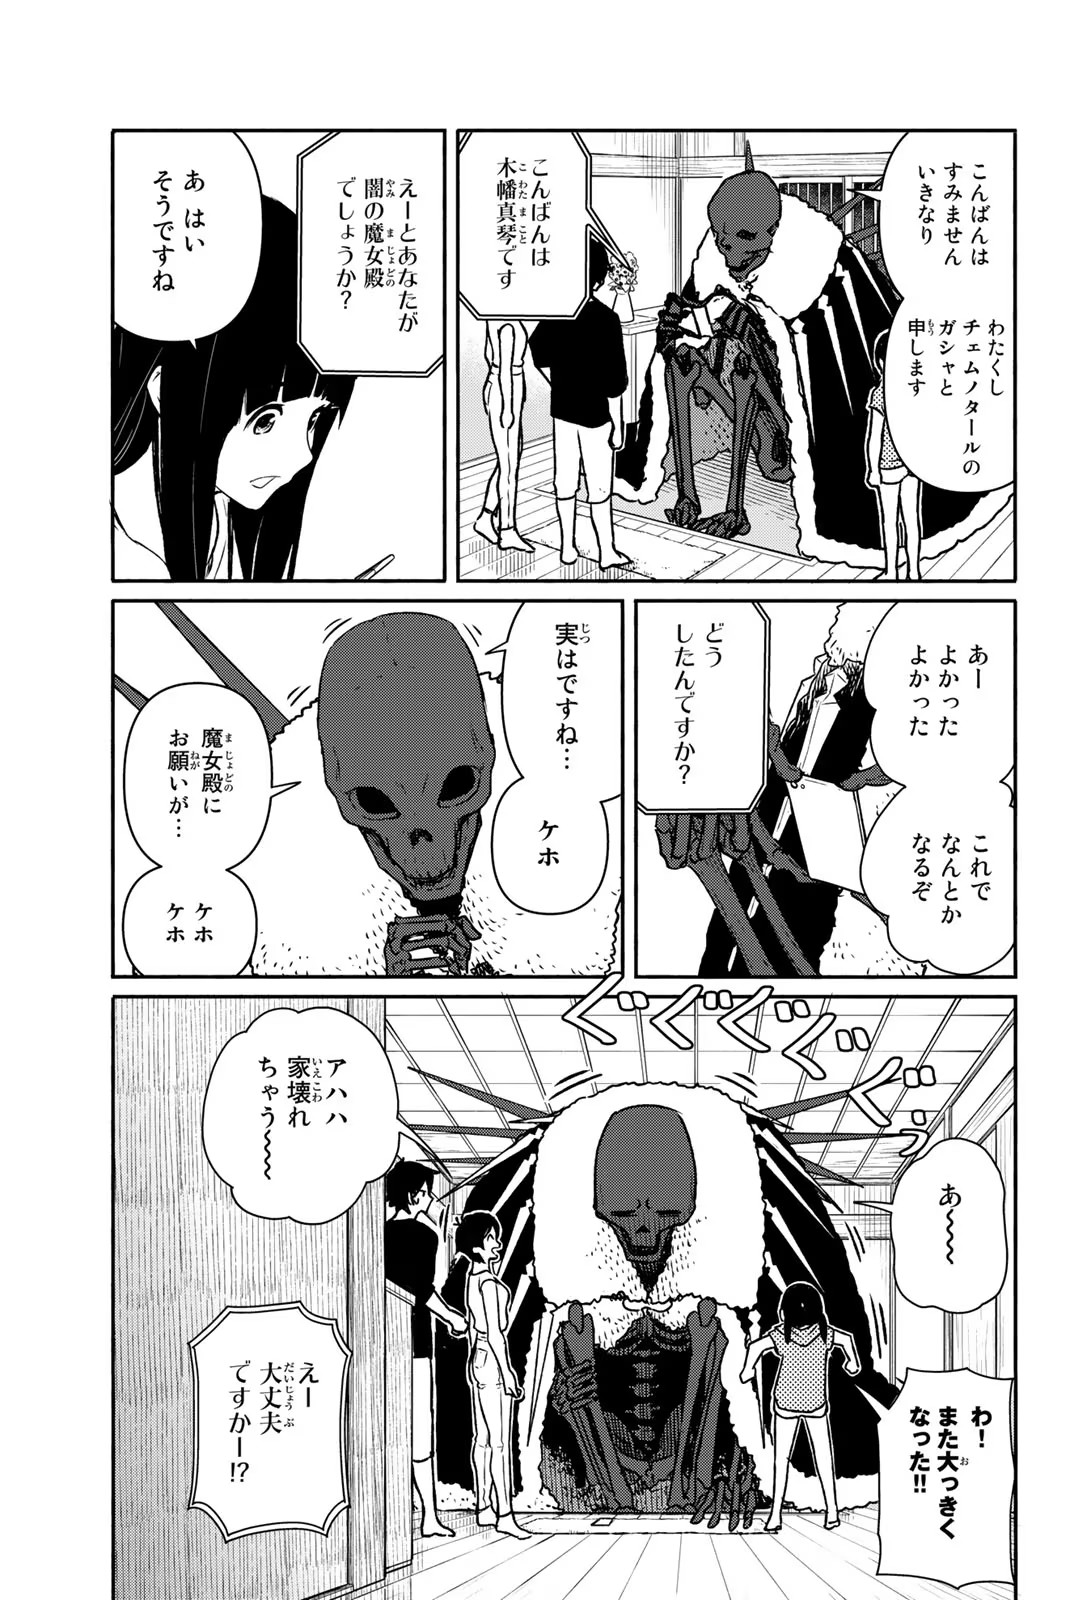 こんばんは
すみません
いきなり
わたくし
チェムノタールの
ガシャと
申します
こんばんは
木幡真琴です
えーとあなたが
闇の魔女殿
でしょうか?
あ はい
そうですね
あー
よかった
よかった
これで
なんとか
なるぞ
どう
したんですか?
実はですね…
ケホ
魔女殿に
お願いが…
ケホ
ケホ
ぐぐぐぐぐっ
あ〜〜
わ!
また大っきく
なった!!
アハハ
家壊れ
ちゃう〜〜
えー
大丈夫
ですかー!?